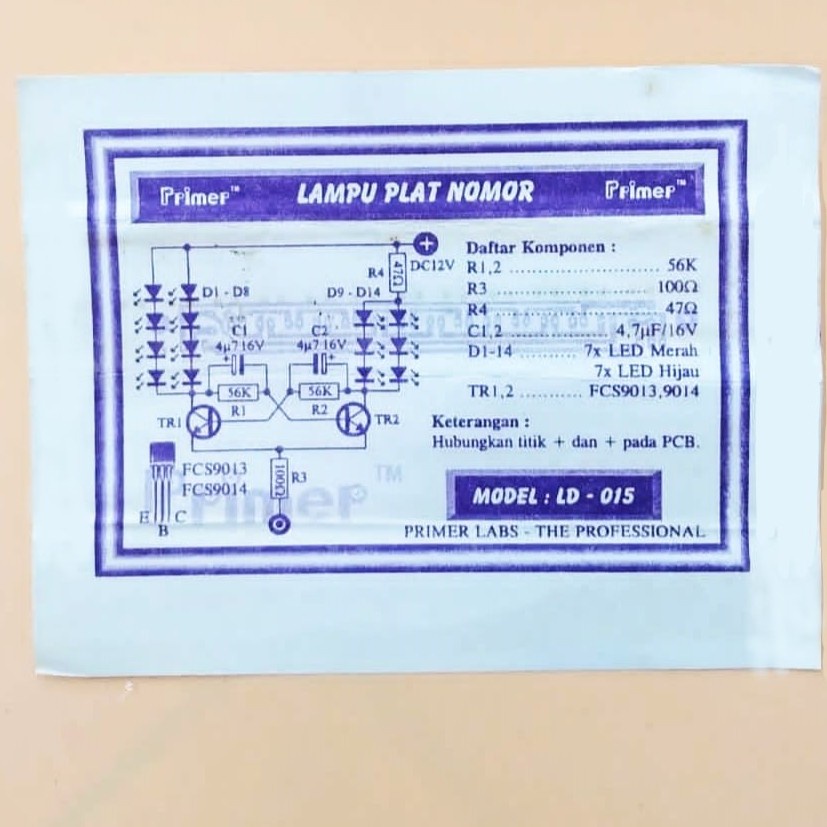 Primer™ LAMPU PLAT NOMOR Primer™
DC12V
R4
47Ω
D1 - D8
D9 - D14
C1
4µ7 16V
C2
4µ7 16V
56K
R1
56K
R2
TR1
TR2
R3
100Ω
FCS9013
FCS9014
E
B
C
Daftar Komponen :
R1,2 ............................ 56K
R3 ............................... 100Ω
R4 ................................ 47Ω
C1,2 ..................... 4,7µF/16V
D1-14 .......... 7x LED Merah
7x LED Hijau
TR1,2 ........... FCS9013,9014
Keterangan :
Hubungkan titik + dan + pada PCB.
MODEL : LD - 015
PRIMER LABS - THE PROFESSIONAL
Primer™